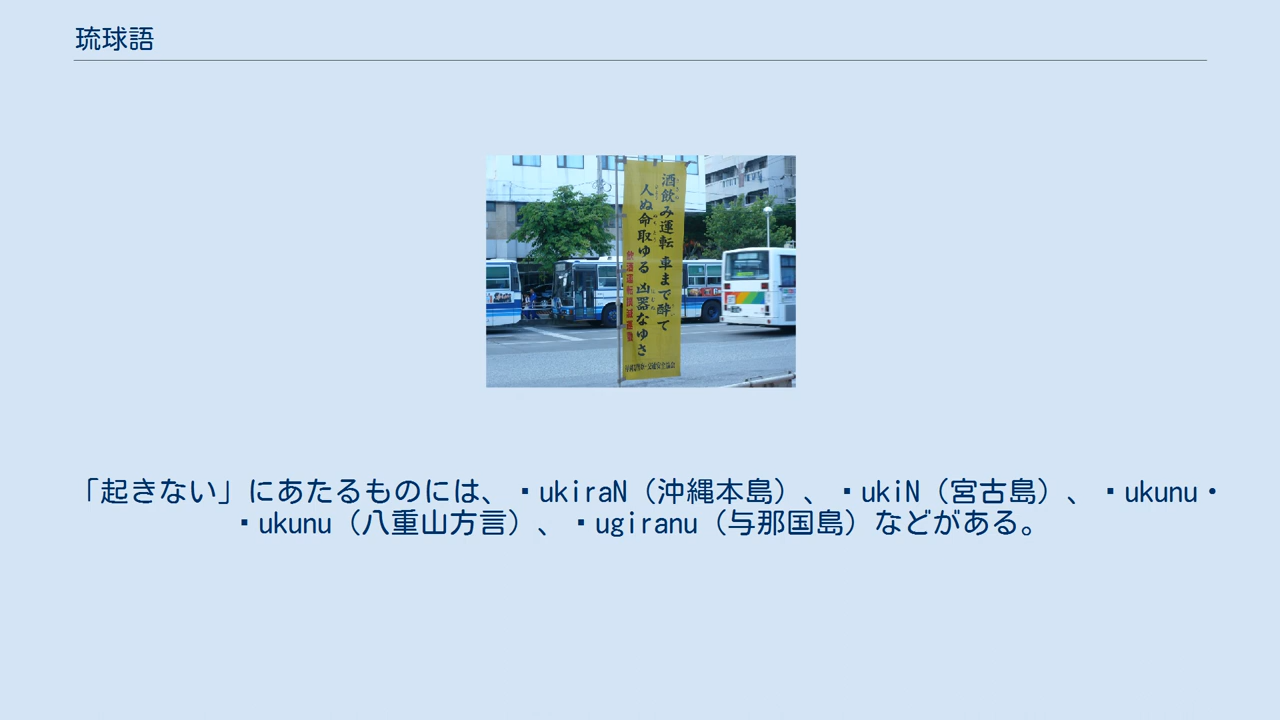 琉球語
酒飲み運転 車まで酔て
人ぬ命取ゆる 凶器なゆさ
「起きない」にあたるものには、▪ukiraN（沖縄本島）、▪ukiN（宮古島）、▪ukunu・
▪ukunu（八重山方言）、▪ugiranu（与那国島）などがある。